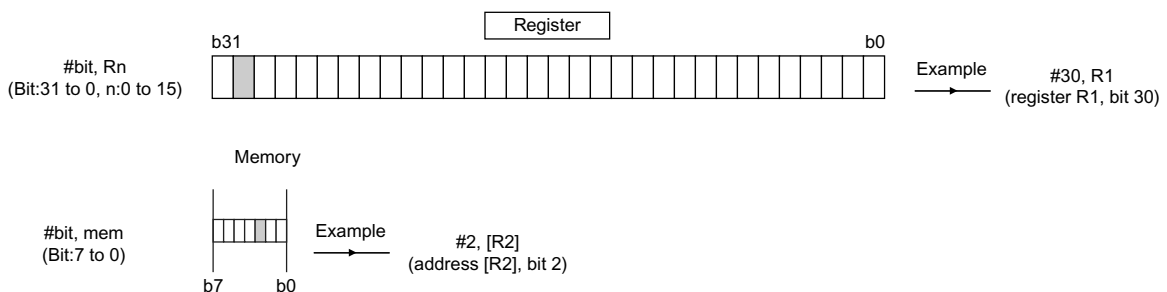 Register
b31
b0
#bit, Rn
(Bit:31 to 0, n:0 to 15)
Example
#30, R1
(register R1, bit 30)
Memory
#bit, mem
(Bit:7 to 0)
Example
#2, [R2]
(address [R2], bit 2)
b7
b0